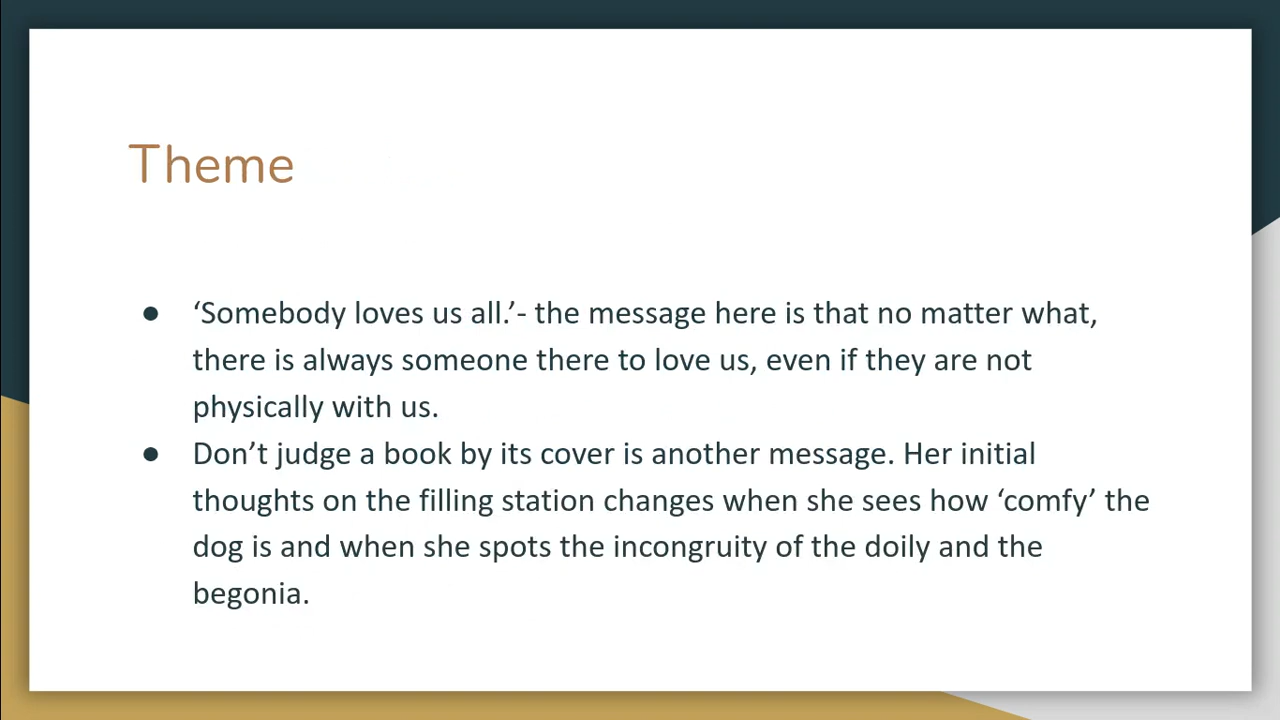 Theme
● ‘Somebody loves us all.’- the message here is that no matter what,
there is always someone there to love us, even if they are not
physically with us.
● Don’t judge a book by its cover is another message. Her initial
thoughts on the filling station changes when she sees how ‘comfy’ the
dog is and when she spots the incongruity of the doily and the
begonia.